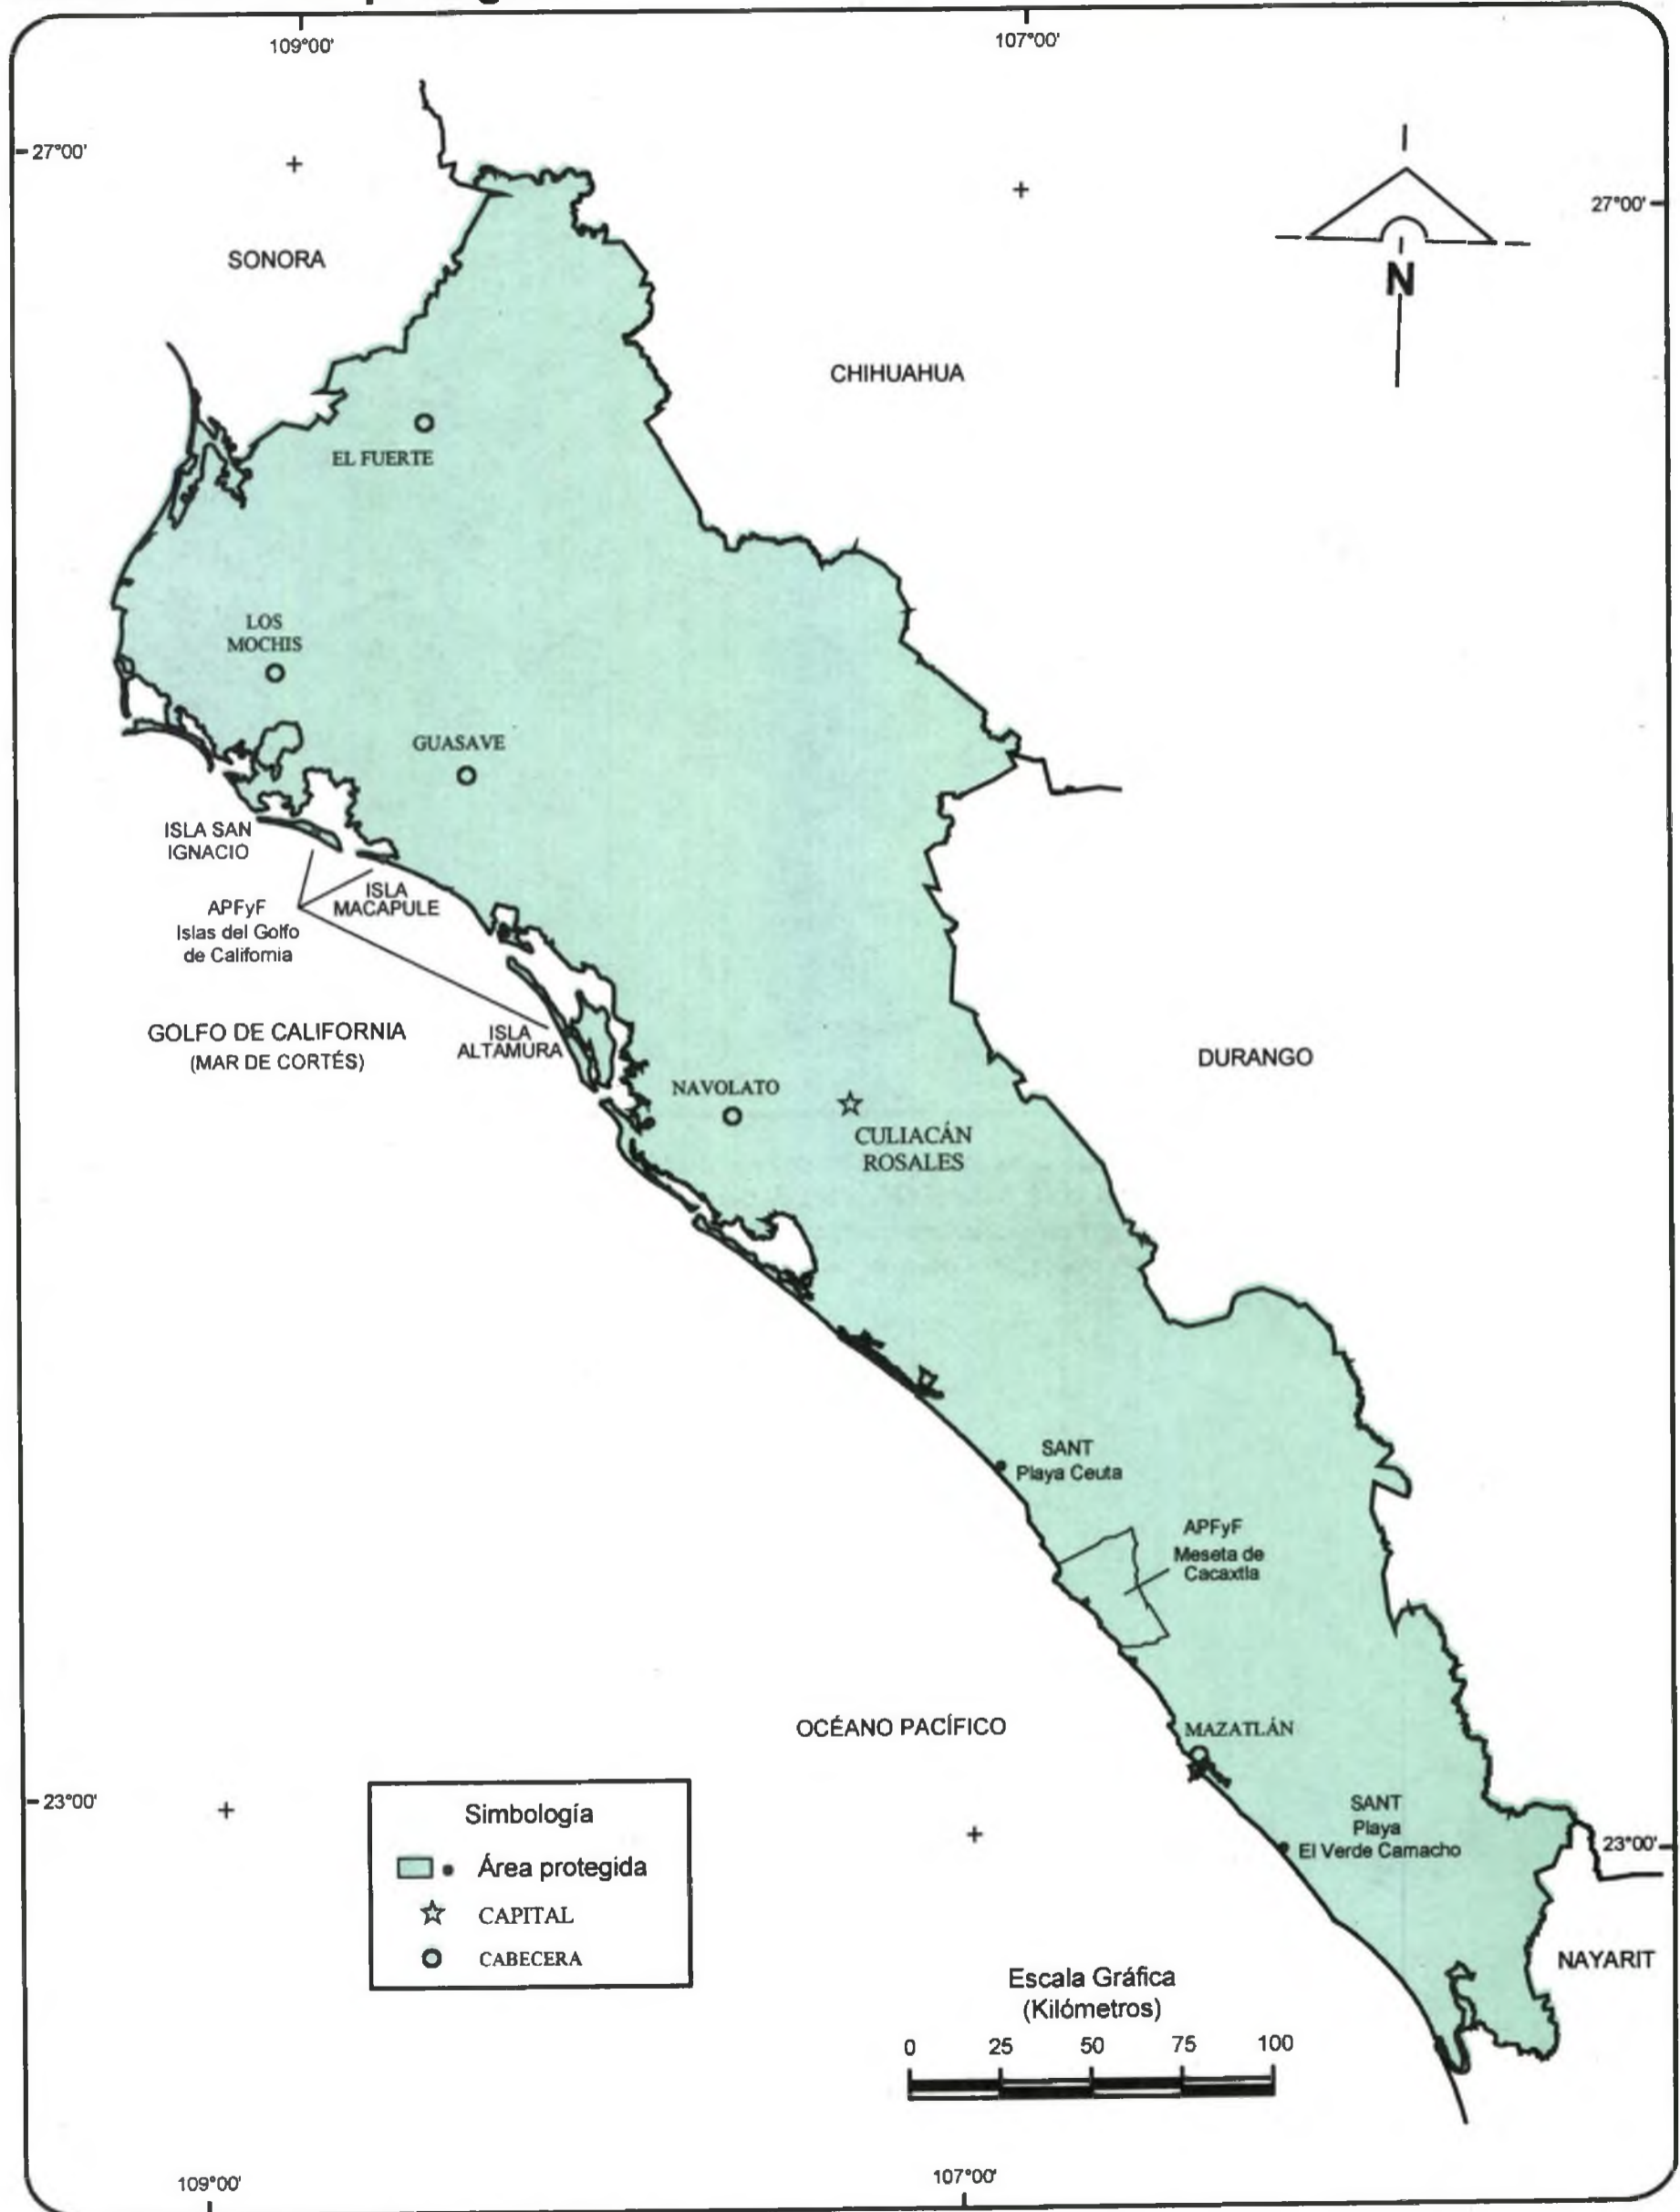 109°00'
107°00'
27°00'
27°00'
SONORA
N
CHIHUAHUA
EL FUERTE
LOS
MOCHIS
GUASAVE
ISLA SAN
IGNACIO
ISLA
MACAPULE
APFyF
Islas del Golfo
de California
GOLFO DE CALIFORNIA
(MAR DE CORTÉS)
ISLA
ALTAMURA
DURANGO
NAVOLATO
CULIACÁN
ROSALES
SANT
Playa Ceuta
APFyF
Meseta de
Cacaxtla
OCÉANO PACÍFICO
MAZATLÁN
SANT
Playa
El Verde Camacho
23°00'
23°00'
Simbología
Área protegida
CAPITAL
CABECERA
NAYARIT
Escala Gráfica
(Kilómetros)
0 25 50 75 100
109°00'
107°00'